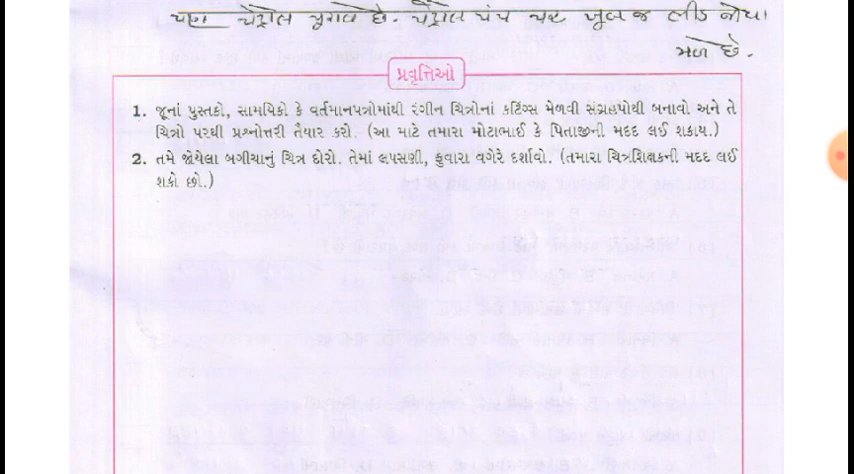 પણ પેટ્રોલ પુરાવે છે. પેટ્રોલ પંપ પર ખુબ જ લીડ જોવા
મળે છે.
પ્રવૃત્તિઓ
1. જૂનાં પુસ્તકો, સામયિકો કે વર્તમાનપત્રોમાંથી રંગીન ચિત્રોનાં કટિંગ્સ મેળવી સંગ્રહપોથી બનાવો અને તે
ચિત્રો પરથી પ્રશ્નોત્તરી તૈયાર કરો. (આ માટે તમારા મોટાભાઈ કે પિતાજીની મદદ લઈ શકાય.)
2. તમે જોયેલા બગીચાનું ચિત્ર દોરો. તેમાં લપસણી, ફુવારા વગેરે દર્શાવો. (તમારા ચિત્રશિક્ષકની મદદ લઈ
શકો છો.)